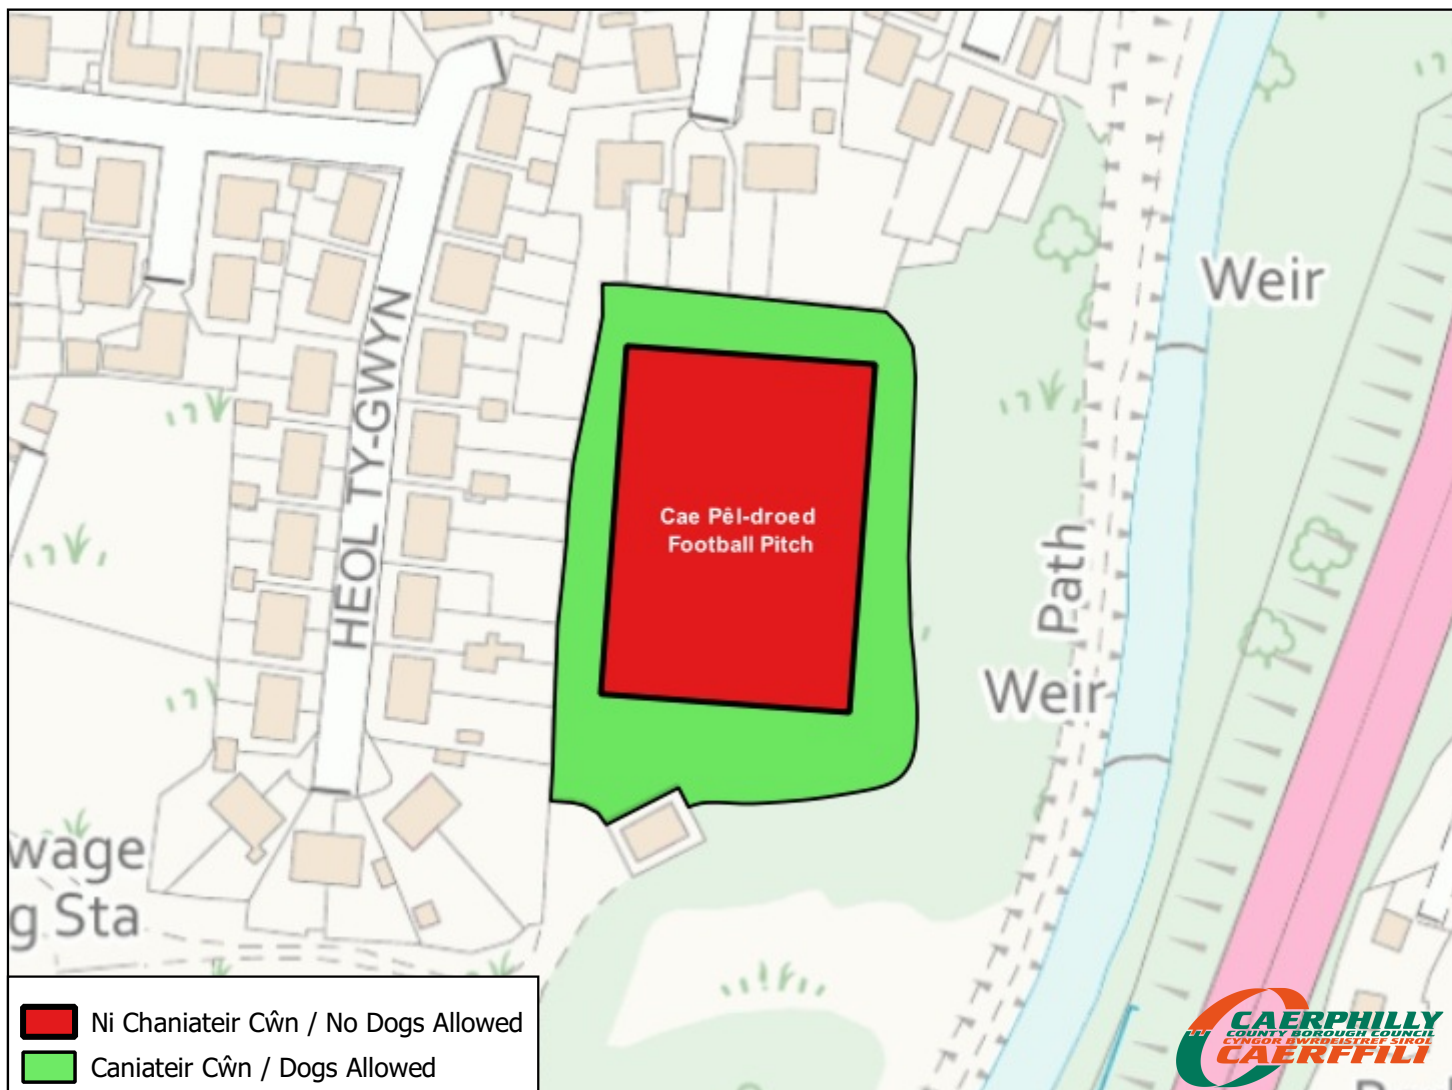 Weir
HEOL TY-GWYN
Cae Pêl-droed
Football Pitch
Path
Weir
wage
g Sta
Ni Chaniateir Cŵn / No Dogs Allowed
Caniateir Cŵn / Dogs Allowed
CAERPHILLY
COUNTY BOROUGH COUNCIL
CYNGOR BWRDEISTREF SIROL
CAERFFILI